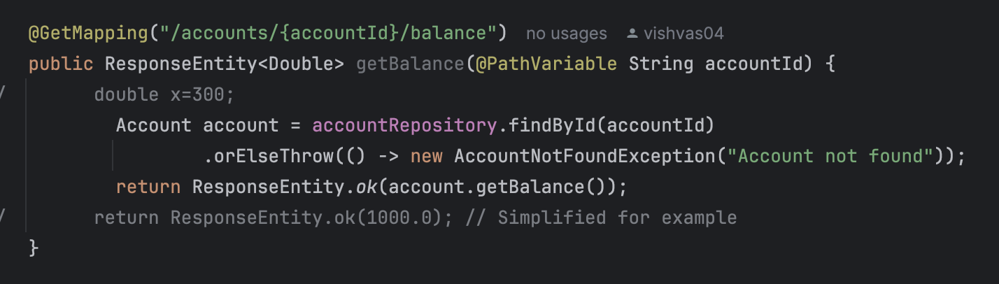 @GetMapping("/accounts/{accountId}/balance") no usages vishvas04
public ResponseEntity<Double> getBalance(@PathVariable String accountId) {
/ double x=300;
Account account = accountRepository.findById(accountId)
.orElseThrow(() -> new AccountNotFoundException("Account not found"));
return ResponseEntity.ok(account.getBalance());
/ return ResponseEntity.ok(1000.0); // Simplified for example
}